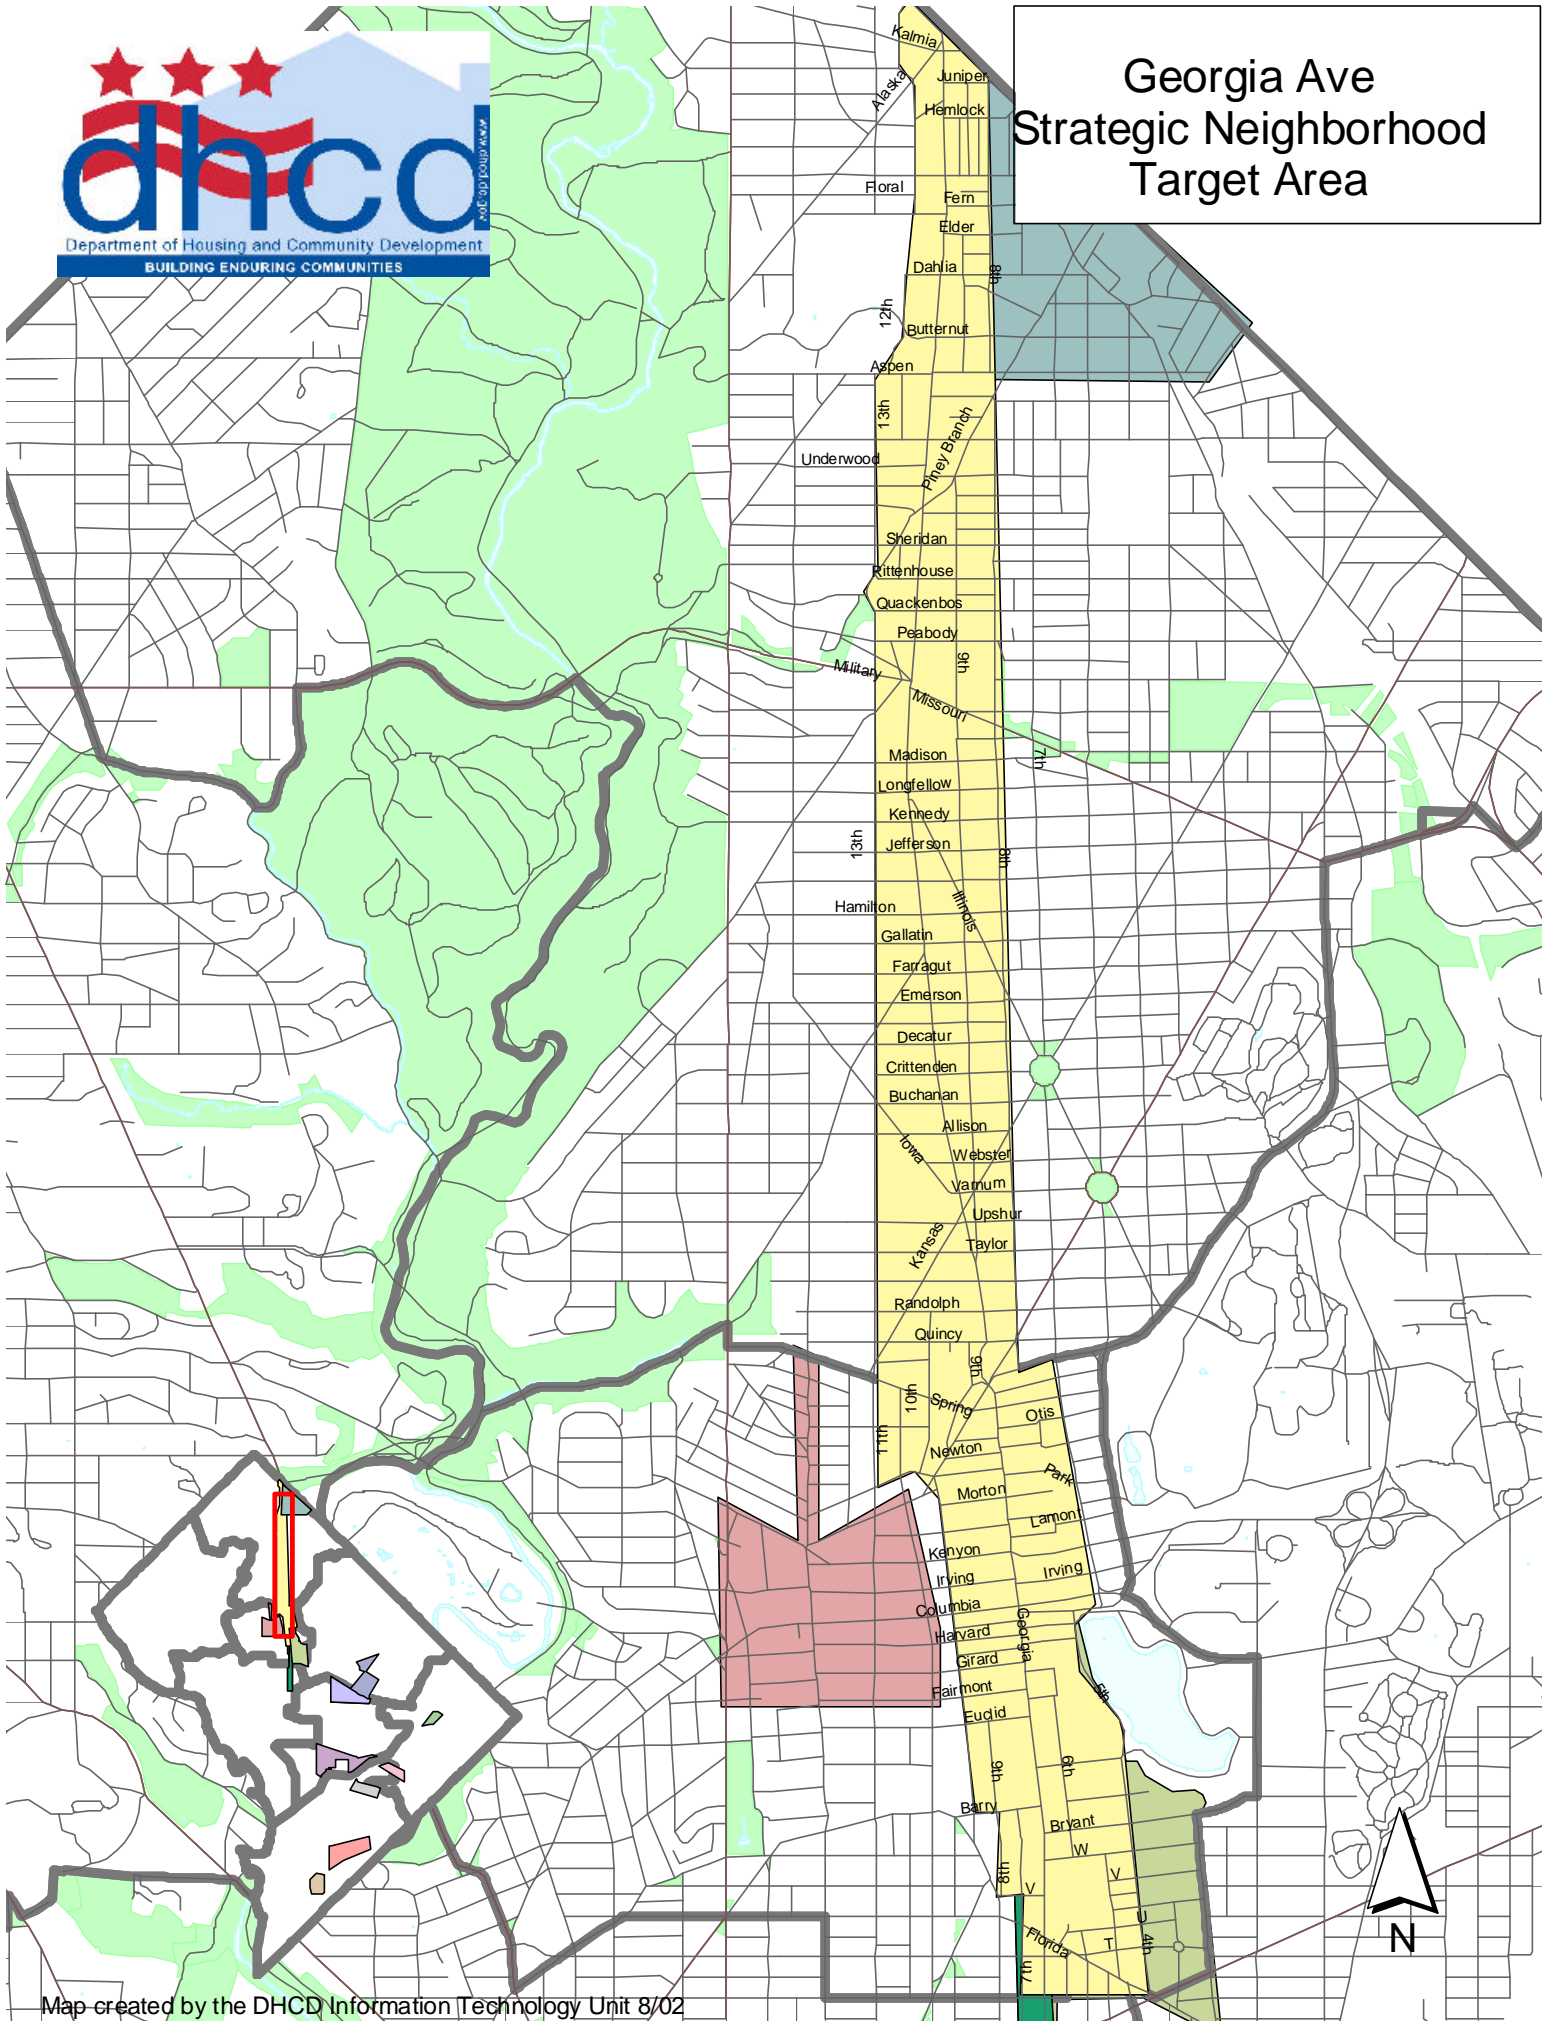 Georgia Ave
Strategic Neighborhood
Target Area
dhcd
www.dhcd.dc.gov
Department of Housing and Community Development
BUILDING ENDURING COMMUNITIES
Kalmia
Alaska
Juniper
Hemlock
Floral
Fern
Elder
Dahlia
8th
12th
Butternut
Aspen
13th
Piney Branch
Underwood
Sheridan
Rittenhouse
Quackenbos
Peabody
9th
Military
Missouri
7th
Madison
Longfellow
Kennedy
13th
Jefferson
8th
Hamilton
Illinois
Gallatin
Farragut
Emerson
Decatur
Crittenden
Buchanan
Allison
Iowa
Webster
Varnum
Upshur
Kansas
Taylor
Randolph
Quincy
9th
10th
Spring
Otis
11th
Newton
Park
Morton
Lamont
Kenyon
Irving
Irving
Columbia
Georgia
Harvard
Girard
Fairmont
5th
Euclid
9th
6th
Barry
Bryant
W
8th
V
V
U
Florida
T
4th
7th
N
Map created by the DHCD Information Technology Unit 8/02